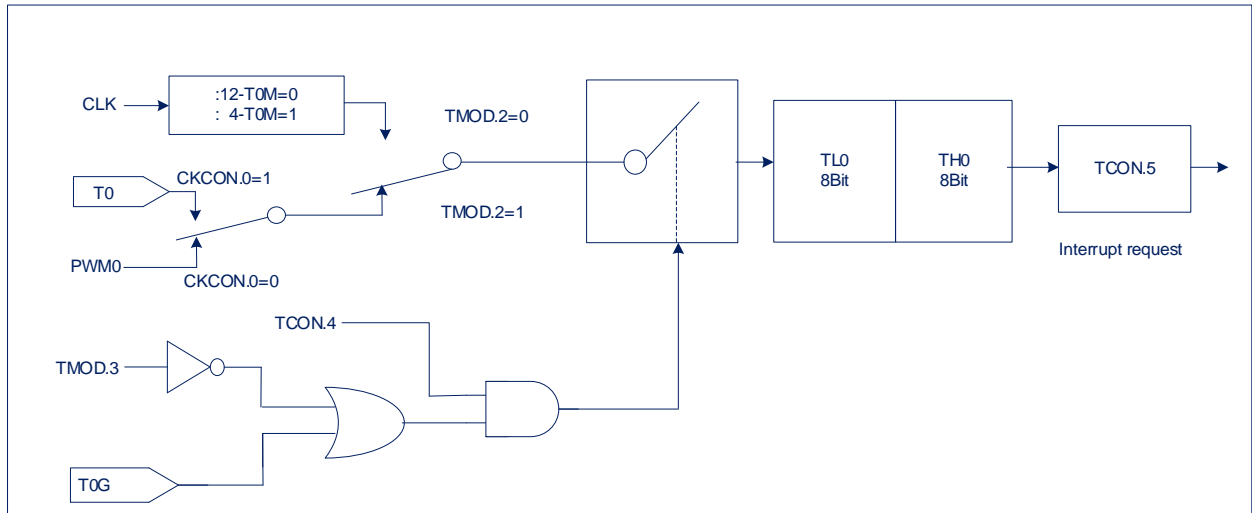 CLK
:12-T0M=0
: 4-T0M=1
TMOD.2=0
T0
CKCON.0=1
TMOD.2=1
PWM0
CKCON.0=0
TL0
8Bit
TH0
8Bit
TCON.5
Interrupt request
TCON.4
TMOD.3
T0G